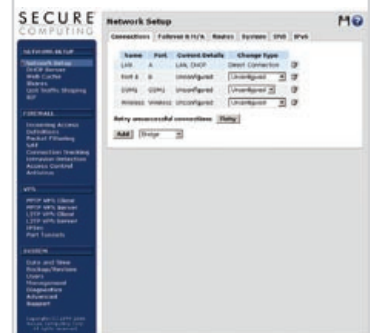 SECURE
COMPUTING
Network Setup
Connections Failover & H/A Routes System DNS IPv6
Name Port Current Details Change Type
LAN A LAN, DHCP Direct Connection
Port B B Unconfigured Unconfigured
COM1 COM1 Unconfigured Unconfigured
Wireless Wireless Unconfigured Unconfigured
Retry unsuccessful connections Retry
Add Bridge
NETWORK SETUP
Network Setup
DHCP Server
Web Cache
Shares
QoS Traffic Shaping
SIP
FIREWALL
Incoming Access
Definitions
Packet Filtering
NAT
Connection Tracking
Intrusion Detection
Access Control
Antivirus
VPN
PPTP VPN Client
PPTP VPN Server
L2TP VPN Client
L2TP VPN Server
IPSec
Port Tunnels
SYSTEM
Date and Time
Backup/Restore
Users
Management
Diagnostics
Advanced
Support